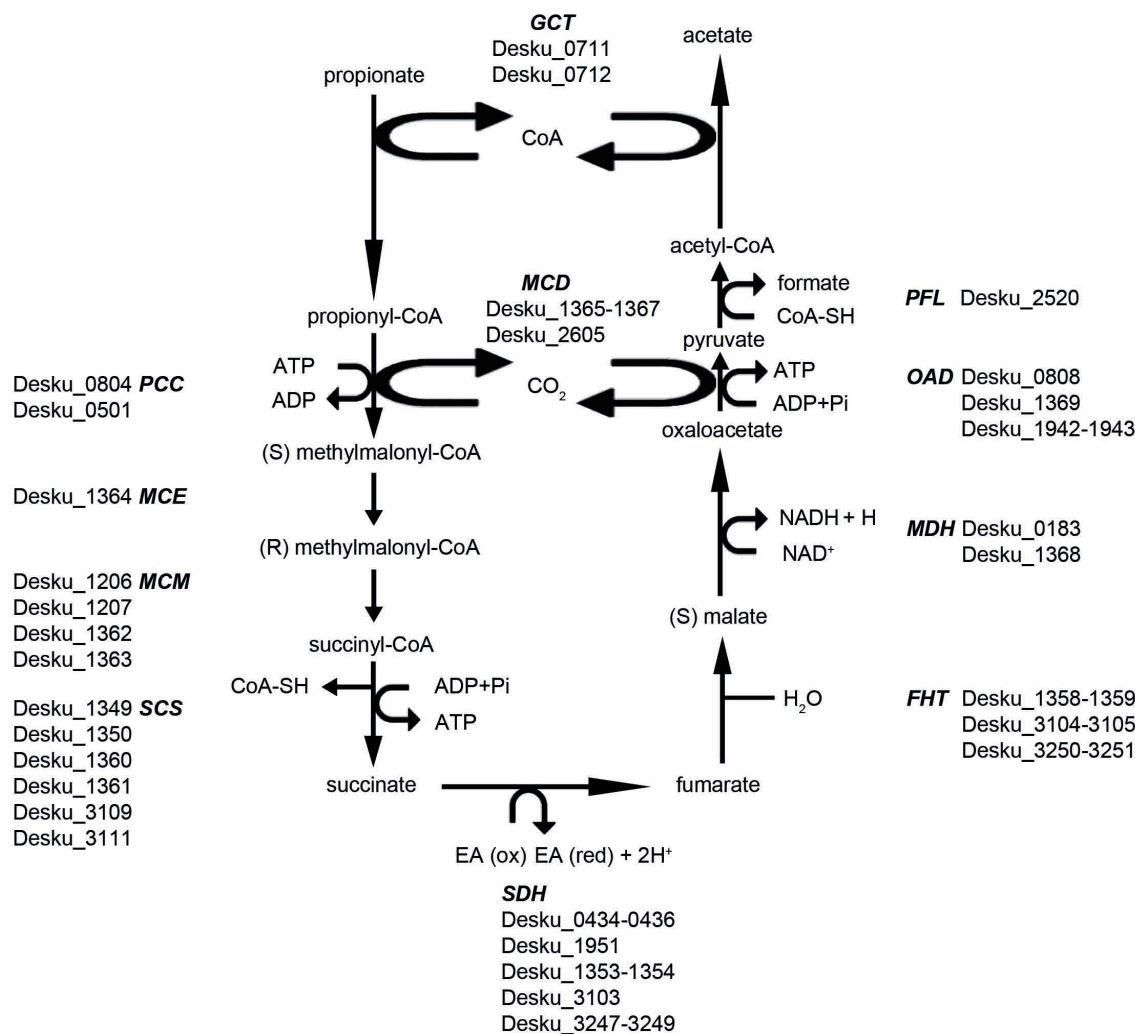 GCT
Desku_0711
Desku_0712
acetate
propionate
CoA
acetyl-CoA
MCD
Desku_1365-1367
Desku_2605
formate
CoA-SH
PFL Desku_2520
propionyl-CoA
pyruvate
ATP
ADP
CO2
ATP
ADP+Pi
Desku_0804 PCC
Desku_0501
OAD Desku_0808
Desku_1369
Desku_1942-1943
oxaloacetate
(S) methylmalonyl-CoA
Desku_1364 MCE
NADH + H
NAD+
MDH Desku_0183
Desku_1368
(R) methylmalonyl-CoA
Desku_1206 MCM
Desku_1207
Desku_1362
Desku_1363
(S) malate
succinyl-CoA
CoA-SH
ADP+Pi
ATP
H2O
FHT Desku_1358-1359
Desku_3104-3105
Desku_3250-3251
Desku_1349 SCS
Desku_1350
Desku_1360
Desku_1361
Desku_3109
Desku_3111
succinate
fumarate
EA (ox) EA (red) + 2H+
SDH
Desku_0434-0436
Desku_1951
Desku_1353-1354
Desku_3103
Desku_3247-3249